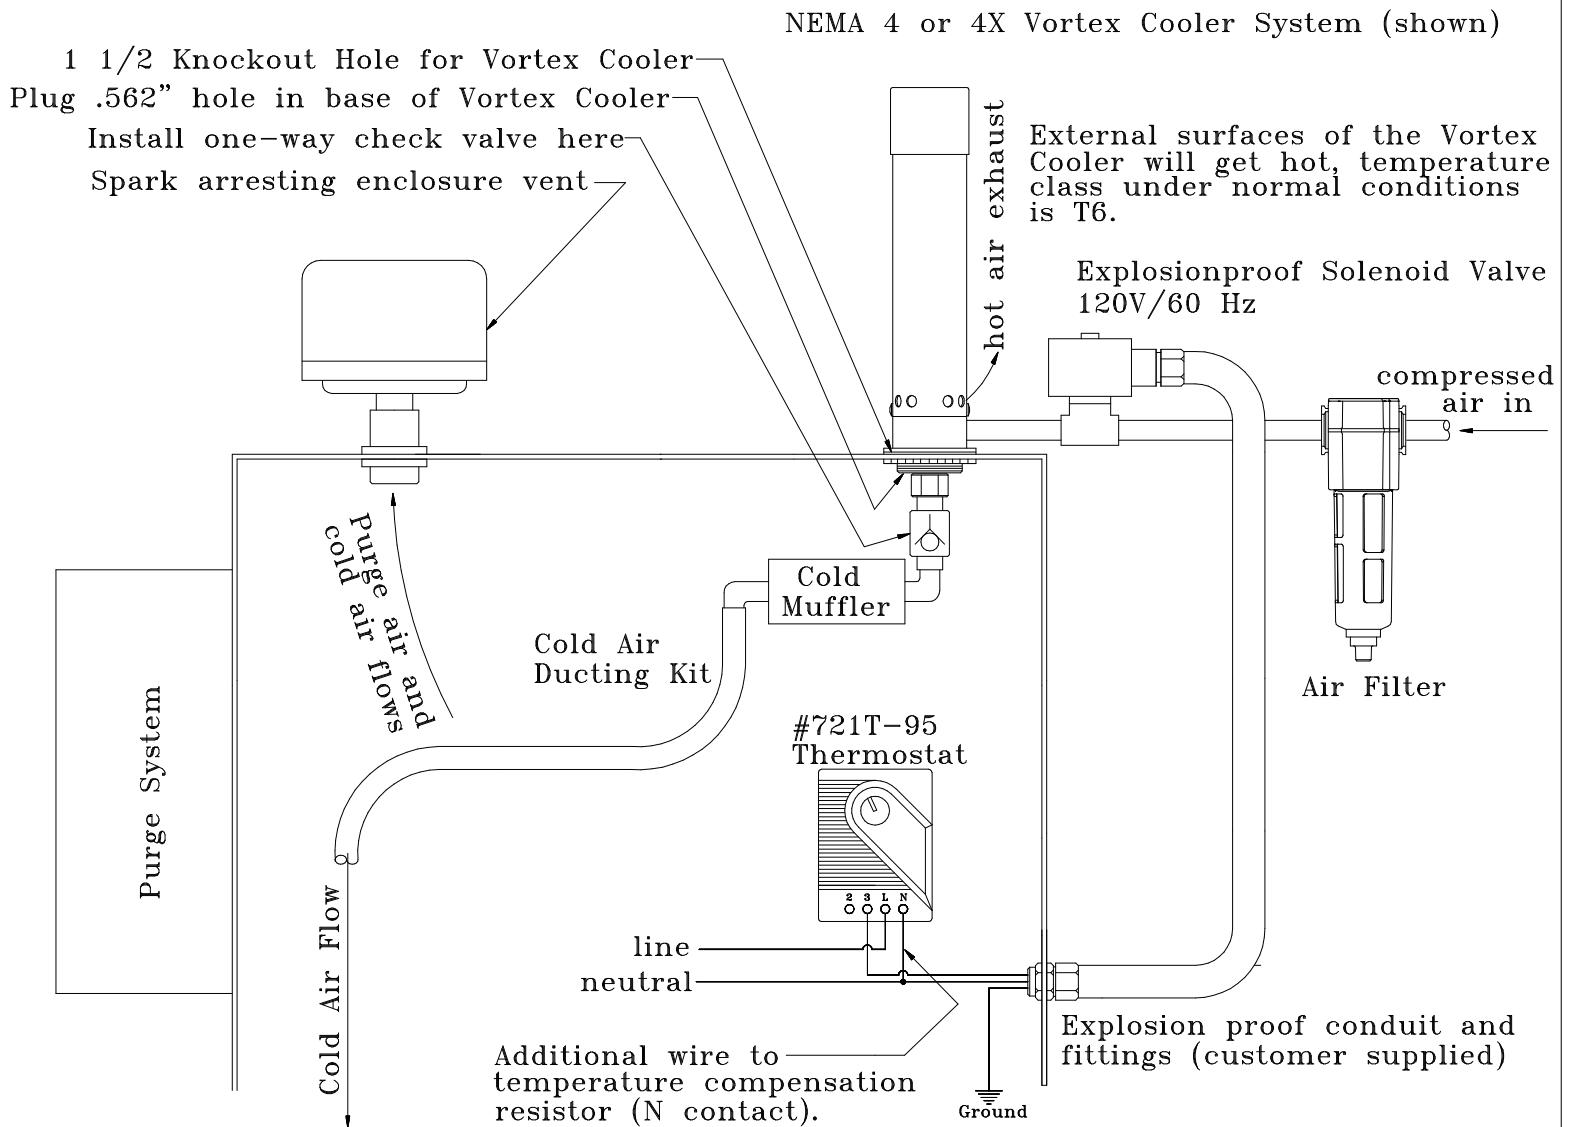 NEMA 4 or 4X Vortex Cooler System (shown)
1 1/2 Knockout Hole for Vortex Cooler
Plug .562” hole in base of Vortex Cooler
Install one-way check valve here
Spark arresting enclosure vent
hot air exhaust
External surfaces of the Vortex
Cooler will get hot, temperature
class under normal conditions
is T6.
Explosionproof Solenoid Valve
120V/60 Hz
compressed
air in
Purge air and
cold air flows
Cold
Muffler
Cold Air
Ducting Kit
Air Filter
Purge System
#721T-95
Thermostat
2 3 L N
Cold Air Flow
line
neutral
Explosion proof conduit and
fittings (customer supplied)
Additional wire to
temperature compensation
resistor (N contact).
Ground